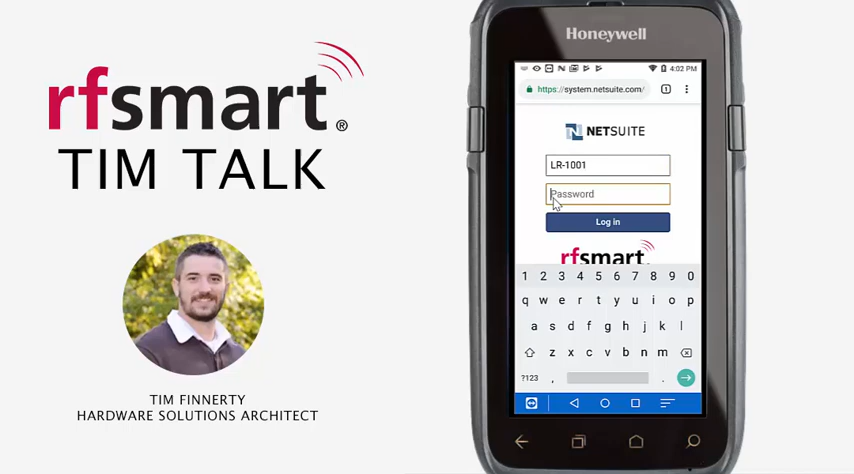 rfsmart®
TIM TALK
TIM FINNERTY
HARDWARE SOLUTIONS ARCHITECT
Honeywell
4:02 PM
https://system.netsuite.com/
1
NETSUITE
LR-1001
Password
Log in
rfsmart
1 2 3 4 5 6 7 8 9 0
q w e r t y u i o p
a s d f g h j k l
z x c v b n m
?123 , .